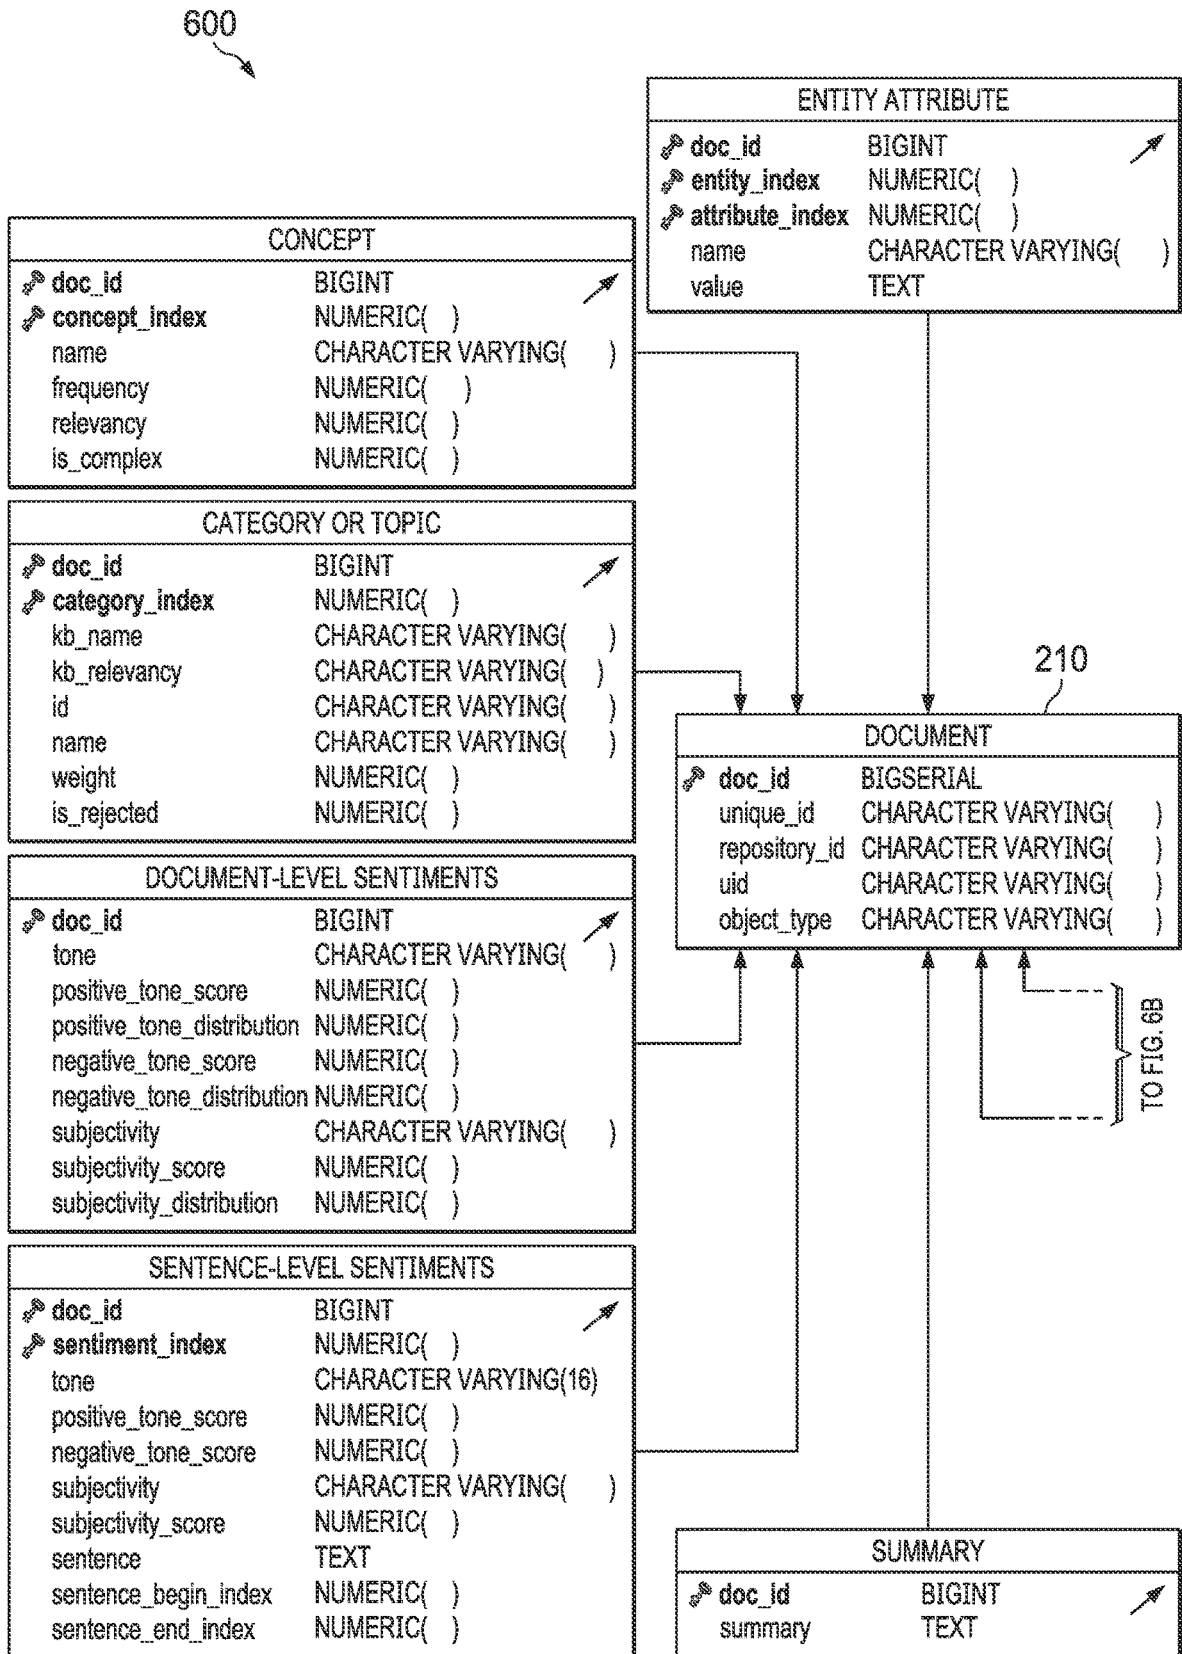 600
ENTITY ATTRIBUTE
doc_id BIGINT
entity_index NUMERIC( )
attribute_index NUMERIC( )
name CHARACTER VARYING( )
value TEXT
CONCEPT
doc_id BIGINT
concept_index NUMERIC( )
name CHARACTER VARYING( )
frequency NUMERIC( )
relevancy NUMERIC( )
is_complex NUMERIC( )
CATEGORY OR TOPIC
doc_id BIGINT
category_index NUMERIC( )
kb_name CHARACTER VARYING( )
kb_relevancy CHARACTER VARYING( )
id CHARACTER VARYING( )
name CHARACTER VARYING( )
weight NUMERIC( )
is_rejected NUMERIC( )
210
DOCUMENT
doc_id BIGSERIAL
unique_id CHARACTER VARYING( )
repository_id CHARACTER VARYING( )
uid CHARACTER VARYING( )
object_type CHARACTER VARYING( )
TO FIG. 6B
DOCUMENT-LEVEL SENTIMENTS
doc_id BIGINT
tone CHARACTER VARYING( )
positive_tone_score NUMERIC( )
positive_tone_distribution NUMERIC( )
negative_tone_score NUMERIC( )
negative_tone_distribution NUMERIC( )
subjectivity CHARACTER VARYING( )
subjectivity_score NUMERIC( )
subjectivity_distribution NUMERIC( )
SENTENCE-LEVEL SENTIMENTS
doc_id BIGINT
sentiment_index NUMERIC( )
tone CHARACTER VARYING(16)
positive_tone_score NUMERIC( )
negative_tone_score NUMERIC( )
subjectivity CHARACTER VARYING( )
subjectivity_score NUMERIC( )
sentence TEXT
sentence_begin_index NUMERIC( )
sentence_end_index NUMERIC( )
SUMMARY
doc_id BIGINT
summary TEXT